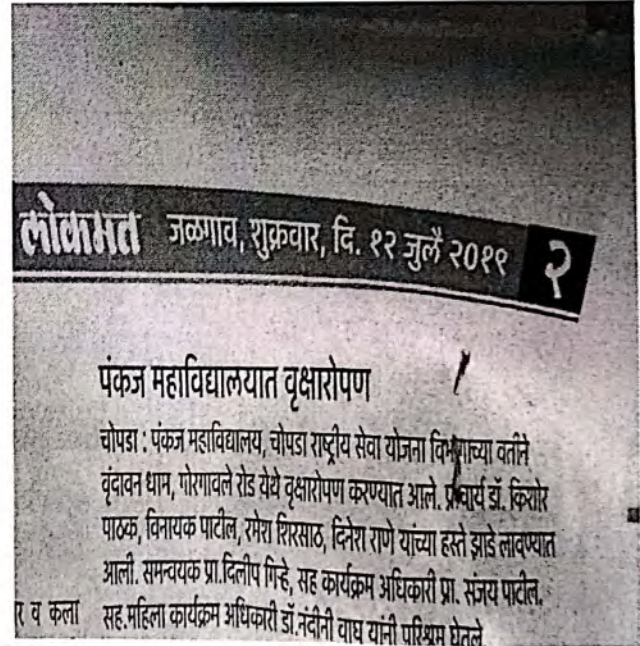 लोकमत जळगाव, शुक्रवार, दि. १२ जुलै २०१९ २
पंकज महाविद्यालयात वृक्षारोपण
चोपडा : पंकज महाविद्यालय, चोपडा राष्ट्रीय सेवा योजना विभागाच्या वतीने
वृंदावन धाम, गोरगावले रोड येथे वृक्षारोपण करण्यात आले. प्राचार्य डॉ. किशोर
पाठक, विनायक पाटील, रमेश शिरसाठ, दिनेश राणे यांच्या हस्ते झाडे लावण्यात
आली. समन्वयक प्रा.दिलीप गिऱ्हे, सह कार्यक्रम अधिकारी प्रा. संजय पाटील,
र व कला सह.महिला कार्यक्रम अधिकारी डॉ.नंदीनी वाघ यांनी परिश्रम घेतले.